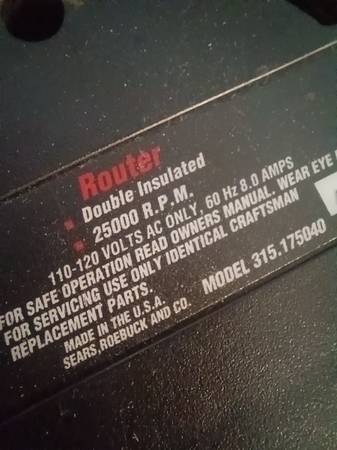 Router
Double Insulated
25000 R.P.M.
110-120 VOLTS AC ONLY, 60 Hz 8.0 AMPS
FOR SAFE OPERATION READ OWNERS MANUAL. WEAR EYE
FOR SERVICING USE ONLY IDENTICAL CRAFTSMAN
REPLACEMENT PARTS.
MADE IN THE U.S.A.
SEARS, ROEBUCK AND CO.
MODEL 315.175040